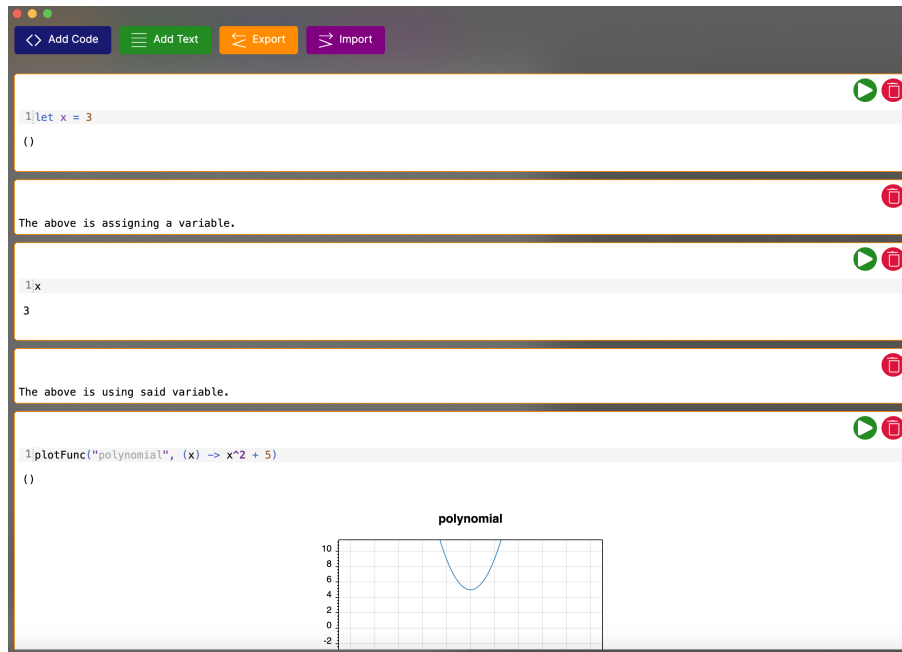 Add Code Add Text Export Import
1 let x = 3
()
The above is assigning a variable.
1 x
3
The above is using said variable.
1 plotFunc("polynomial", (x) -> x^2 + 5)
()
polynomial
10
8
6
4
2
0
-2